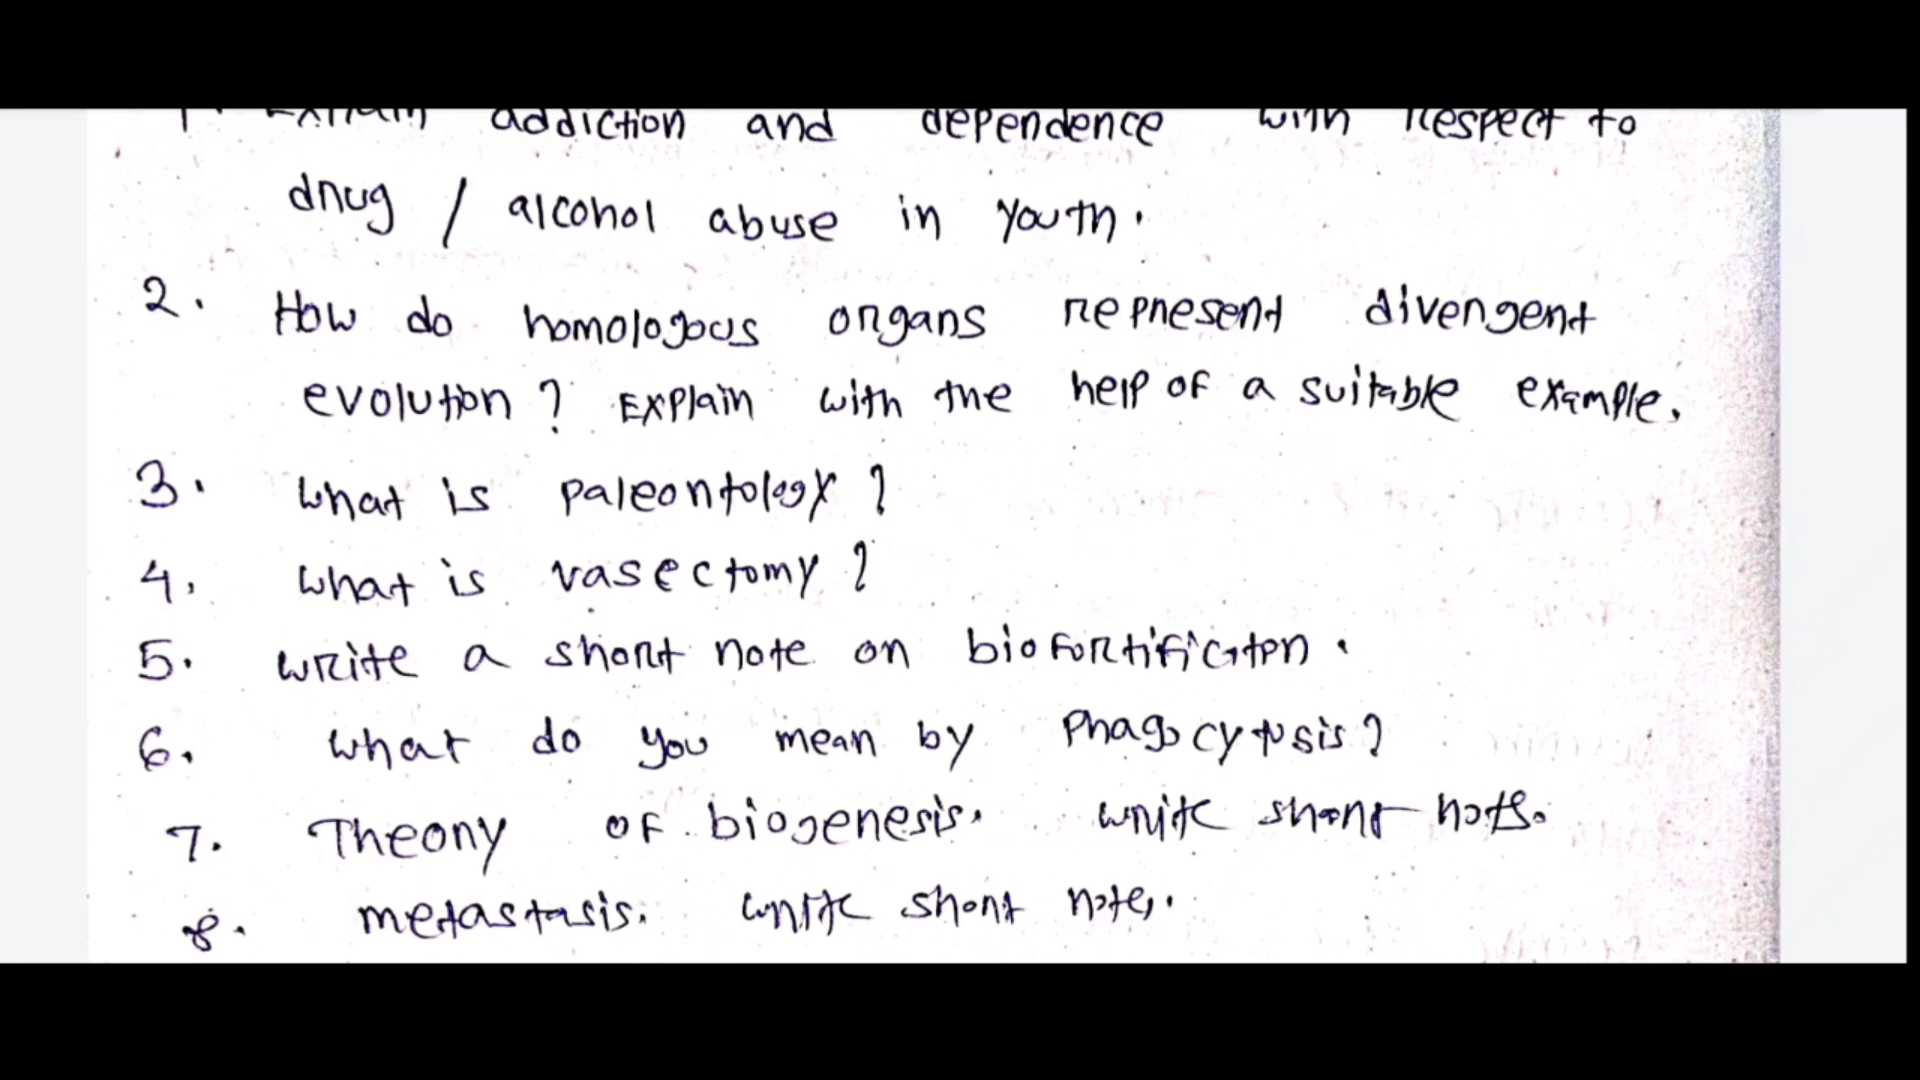 1. Explain addiction and dependence with respect to
drug / alcohol abuse in youth.
2. How do homologous organs represent divergent
evolution? Explain with the help of a suitable example.
3. what is paleontology?
4. what is vasectomy?
5. write a short note on biofortification.
6. what do you mean by phagocytosis?
7. Theory of biogenesis. write short note.
8. metastasis. write short note.